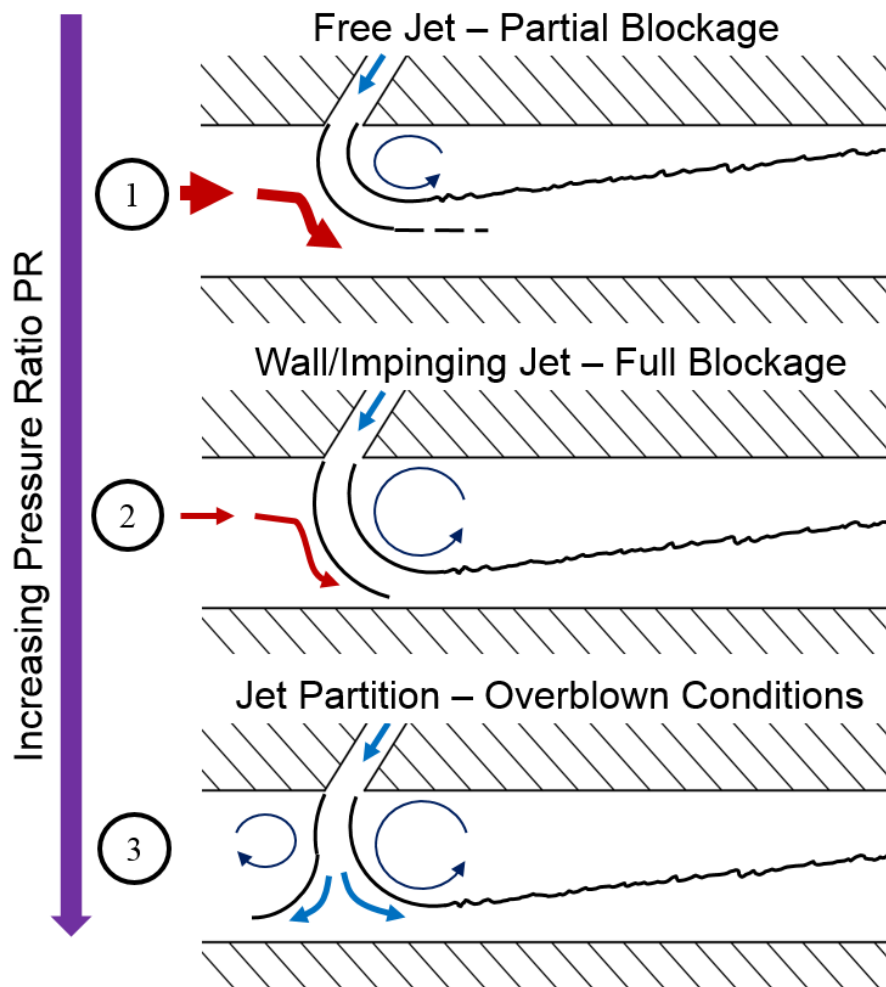 Free Jet – Partial Blockage
1
Wall/Impinging Jet – Full Blockage
2
Jet Partition – Overblown Conditions
3
Increasing Pressure Ratio PR